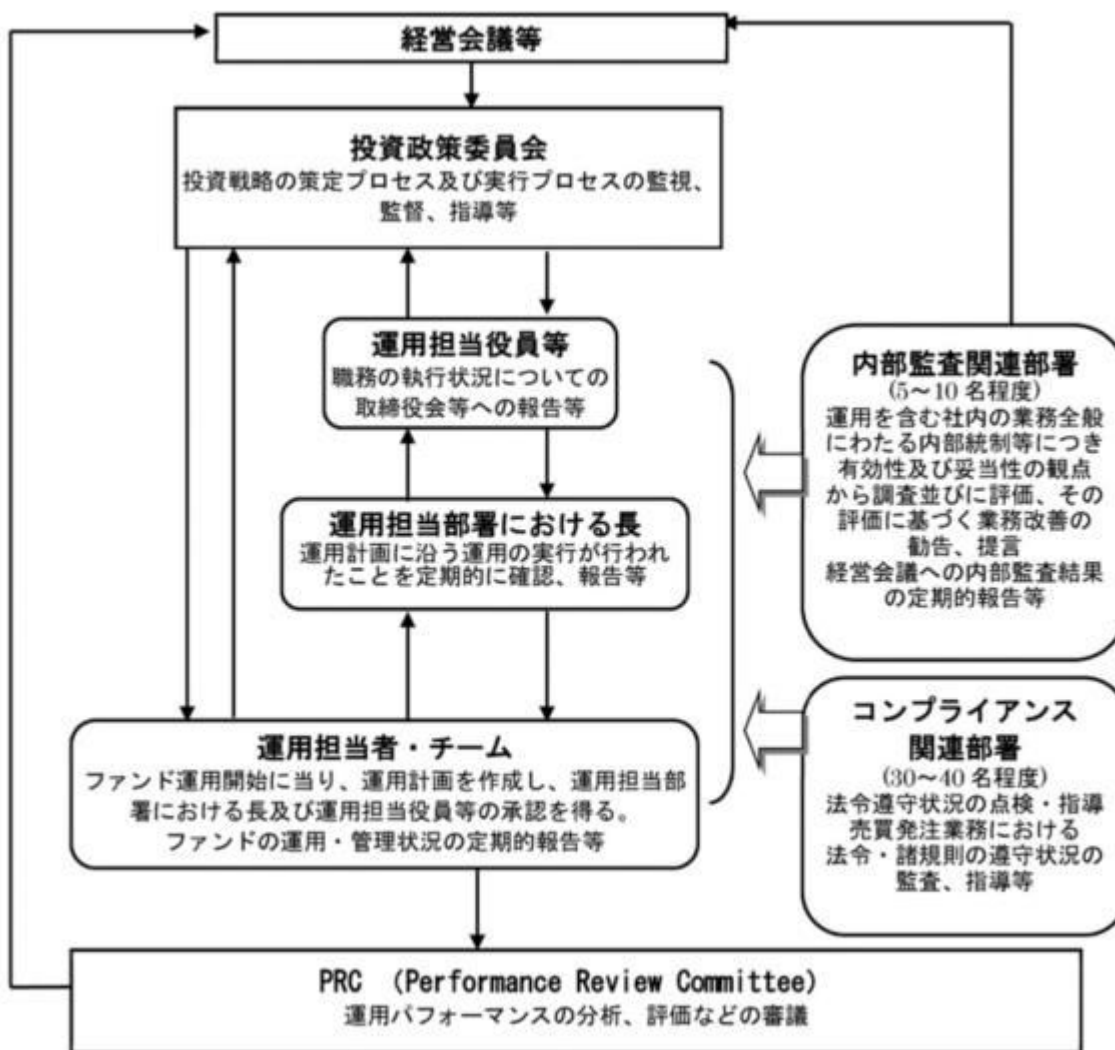 経営会議等
投資政策委員会
投資戦略の策定プロセス及び実行プロセスの監視、
監督、指導等
運用担当役員等
職務の執行状況についての
取締役会等への報告等
運用担当部署における長
運用計画に沿う運用の実行が行われ
たことを定期的に確認、報告等
運用担当者・チーム
ファンド運用開始に当り、運用計画を作成し、運用担当部
署における長及び運用担当役員等の承認を得る。
ファンドの運用・管理状況の定期的報告等
内部監査関連部署
(5～10 名程度)
運用を含む社内の業務全般
にわたる内部統制等につき
有効性及び妥当性の観点
から調査並びに評価、その
評価に基づく業務改善の
勧告、提言
経営会議への内部監査結果
の定期的報告等
コンプライアンス
関連部署
(30～40 名程度)
法令遵守状況の点検・指導
売買発注業務における
法令・諸規則の遵守状況の
監査、指導等
PRC （Performance Review Committee）
運用パフォーマンスの分析、評価などの審議